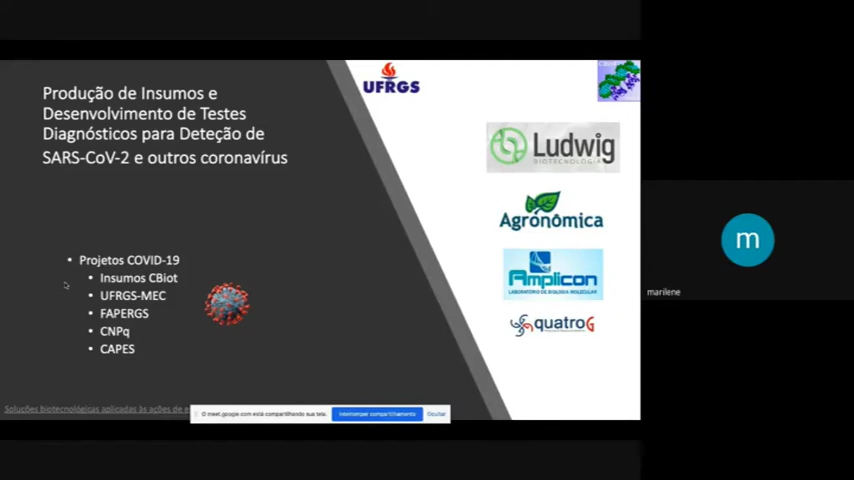 Produção de Insumos e
Desenvolvimento de Testes
Diagnósticos para Deteção de
SARS-CoV-2 e outros coronavírus
Projetos COVID-19
Insumos CBiot
UFRGS-MEC
FAPERGS
CNPq
CAPES
Soluções biotecnológicas aplicadas às ações de
UFRGS
Ludwig
BIOTECNOLOGIA
Agronômica
Amplicon
LABORATÓRIO DE BIOLOGIA MOLECULAR
quatroG
O meet.google.com está compartilhando sua tela.
Interromper compartilhamento
Ocultar
m
marilene